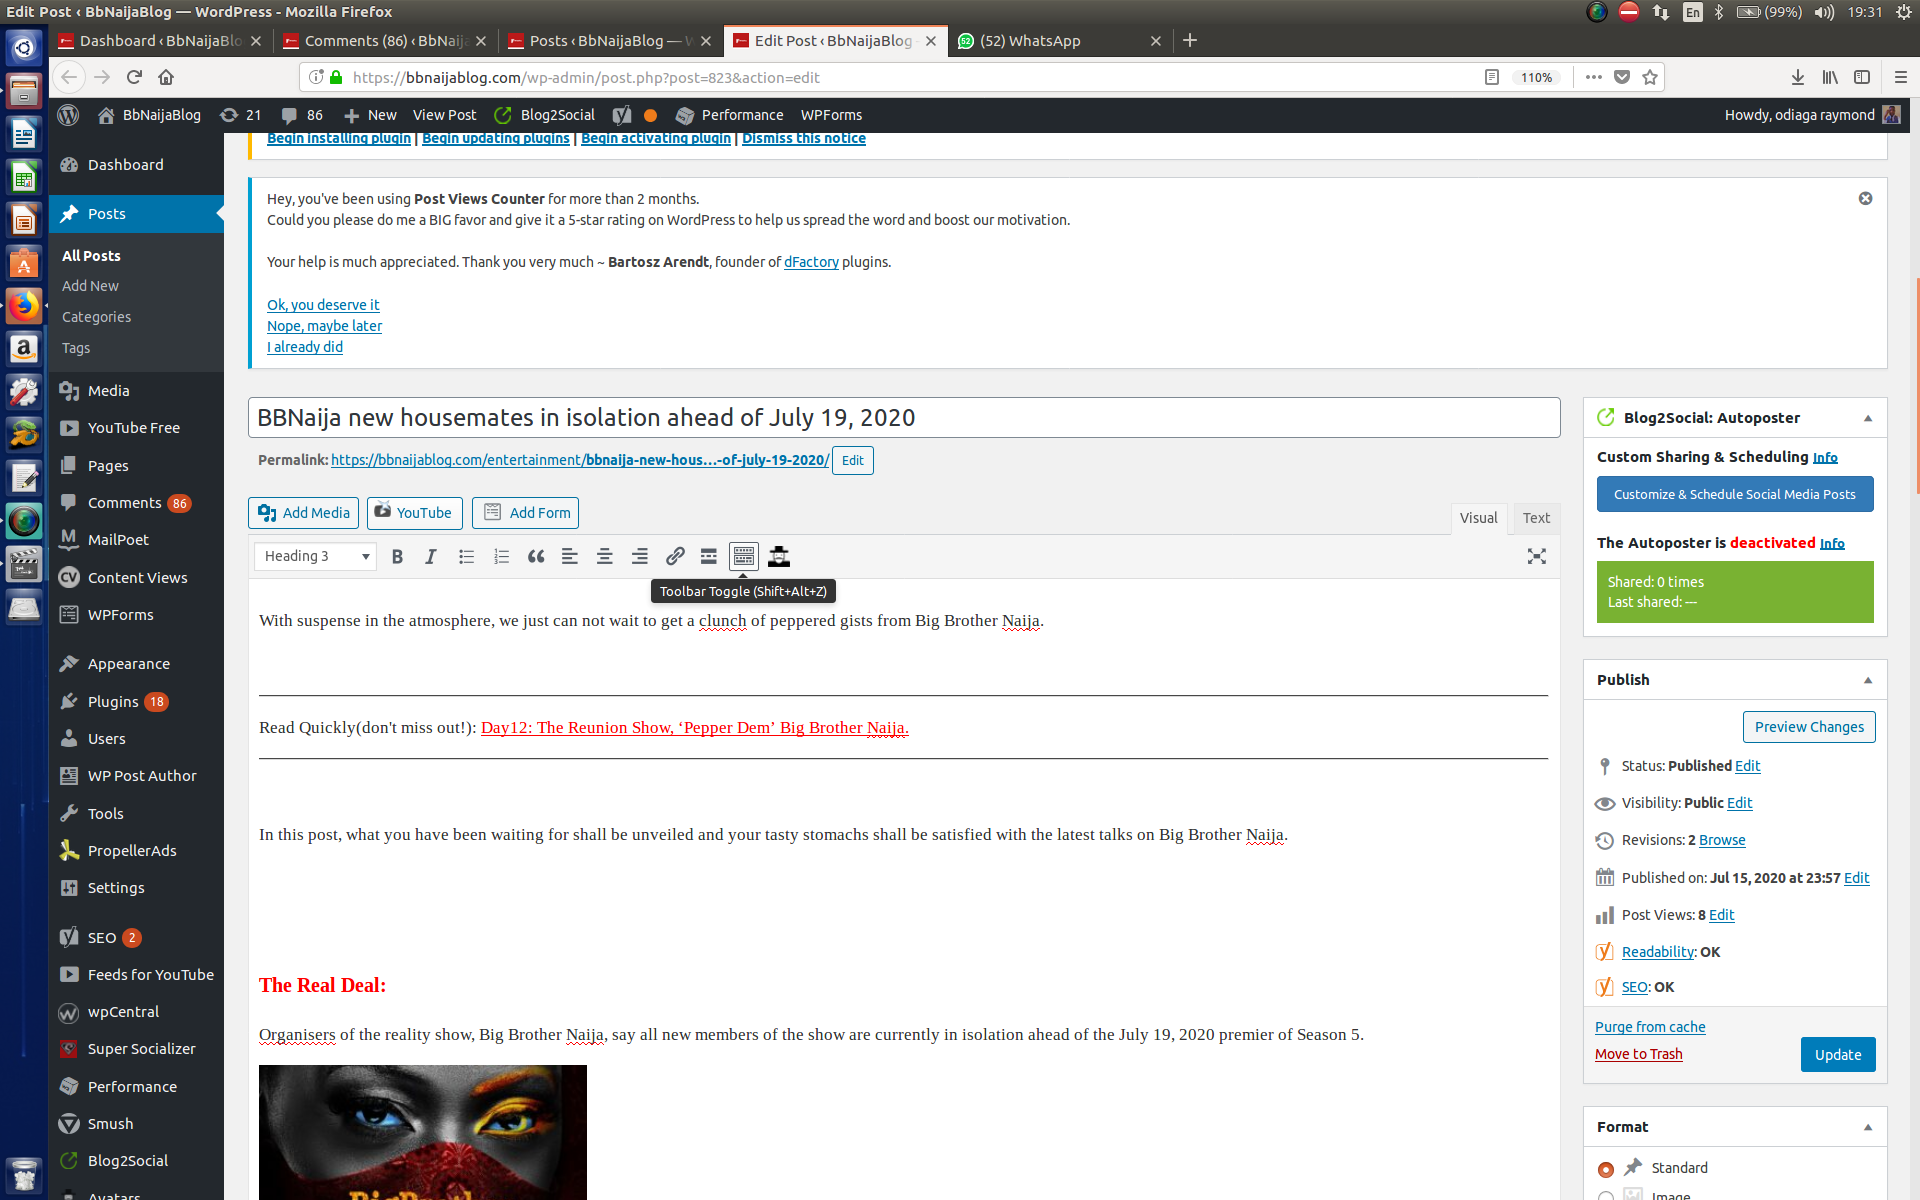 Edit Post ‹ BbNaijaBlog — WordPress - Mozilla Firefox
En
(99%)
19:31
Dashboard ‹ BbNaijaBlo
Comments (86) ‹ BbNaija
Posts ‹ BbNaijaBlog — W
Edit Post ‹ BbNaijaBlog
(52) WhatsApp
https://bbnaijablog.com/wp-admin/post.php?post=823&action=edit
110%
BbNaijaBlog
21
86
New
View Post
Blog2Social
Performance
WPForms
Howdy, odiaga raymond
Begin installing plugin | Begin updating plugins | Begin activating plugin | Dismiss this notice
Dashboard
Posts
All Posts
Add New
Categories
Tags
Media
YouTube Free
Pages
Comments 86
MailPoet
Content Views
WPForms
Appearance
Plugins 18
Users
WP Post Author
Tools
PropellerAds
Settings
SEO 2
Feeds for YouTube
wpCentral
Super Socializer
Performance
Smush
Blog2Social
Avatars
Hey, you've been using Post Views Counter for more than 2 months.
Could you please do me a BIG favor and give it a 5-star rating on WordPress to help us spread the word and boost our motivation.
Your help is much appreciated. Thank you very much ~ Bartosz Arendt, founder of dFactory plugins.
Ok, you deserve it
Nope, maybe later
I already did
BBNaija new housemates in isolation ahead of July 19, 2020
Permalink: https://bbnaijablog.com/entertainment/bbnaija-new-hous…-of-july-19-2020/ Edit
Add Media
YouTube
Add Form
Visual
Text
Heading 3
Toolbar Toggle (Shift+Alt+Z)
With suspense in the atmosphere, we just can not wait to get a clunch of peppered gists from Big Brother Naija.
Read Quickly(don't miss out!): Day12: The Reunion Show, ‘Pepper Dem’ Big Brother Naija.
In this post, what you have been waiting for shall be unveiled and your tasty stomachs shall be satisfied with the latest talks on Big Brother Naija.
The Real Deal:
Organisers of the reality show, Big Brother Naija, say all new members of the show are currently in isolation ahead of the July 19, 2020 premier of Season 5.
Blog2Social: Autoposter
Custom Sharing & Scheduling Info
Customize & Schedule Social Media Posts
The Autoposter is deactivated Info
Shared: 0 times
Last shared: ---
Publish
Preview Changes
Status: Published Edit
Visibility: Public Edit
Revisions: 2 Browse
Published on: Jul 15, 2020 at 23:57 Edit
Post Views: 8 Edit
Readability: OK
SEO: OK
Purge from cache
Move to Trash
Update
Format
Standard
Image